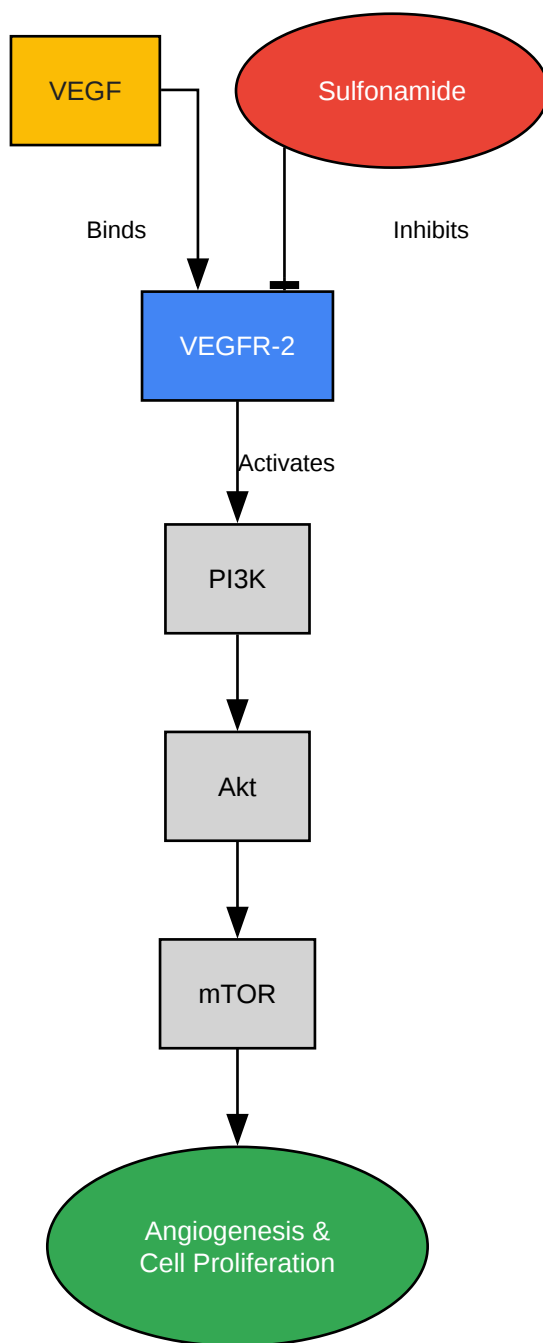 VEGF
Sulfonamide
Binds
Inhibits
VEGFR-2
Activates
PI3K
Akt
mTOR
Angiogenesis &
Cell Proliferation